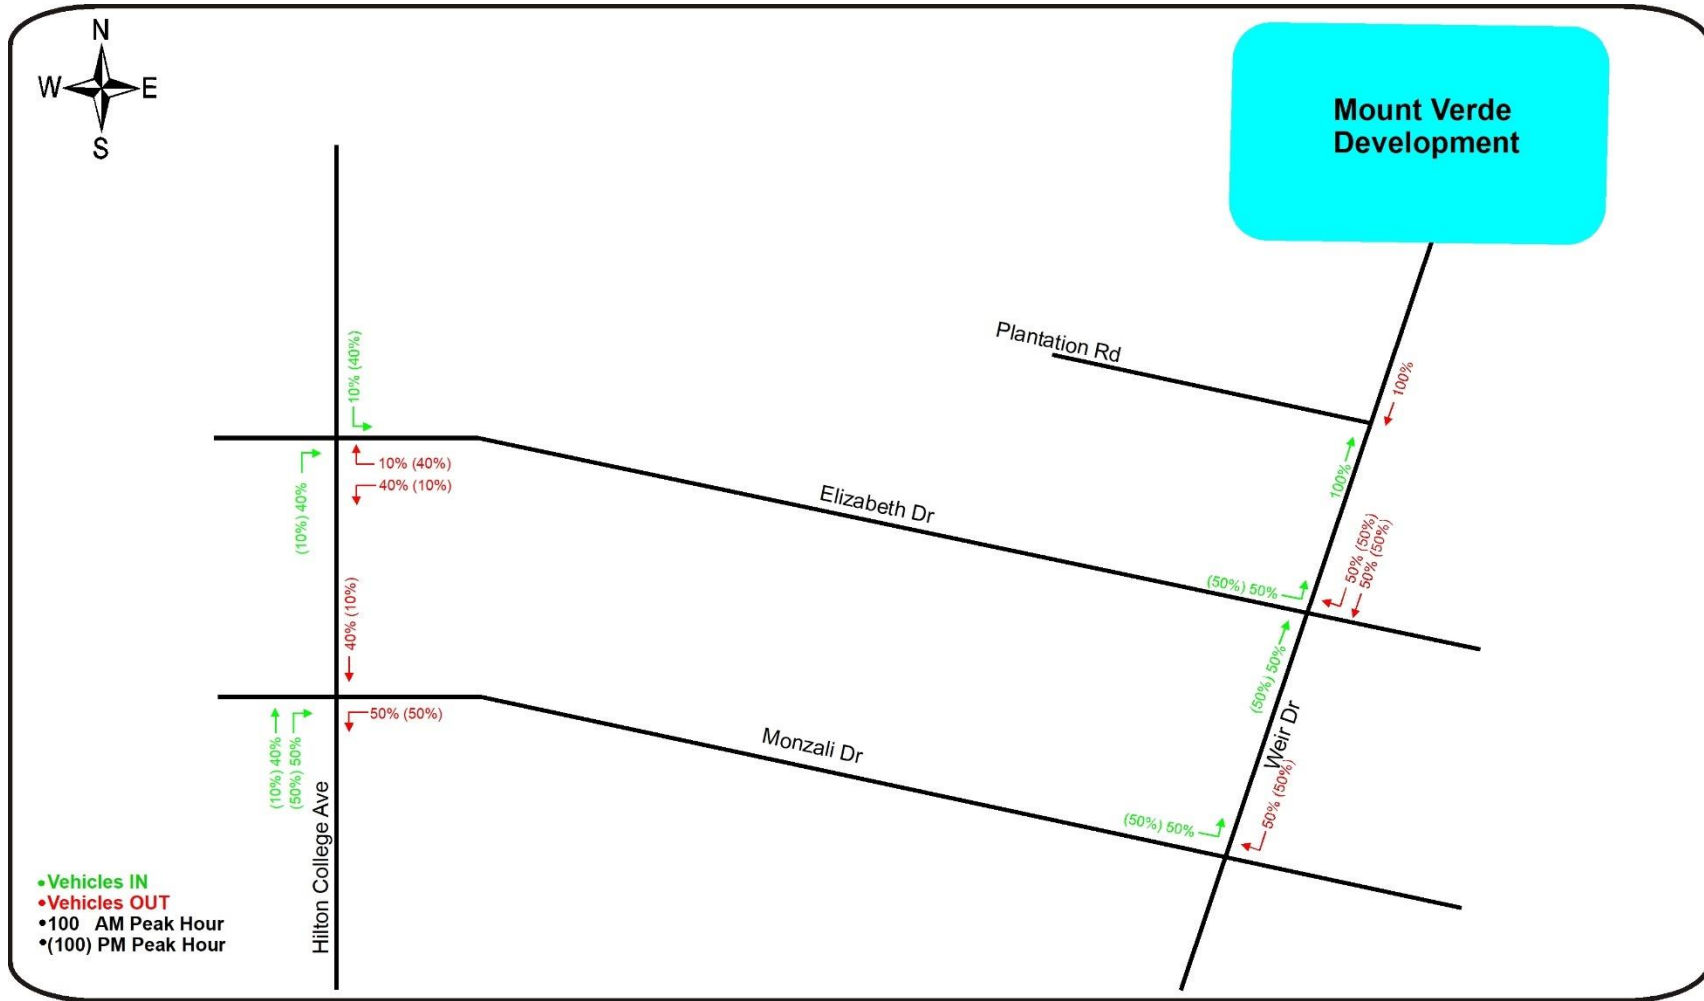 N
W E
S
Mount Verde
Development
Plantation Rd
100%
10% (40%)
10% (40%)
40% (10%)
(10%) 40%
Elizabeth Dr
100%
50% (50%)
50% (50%)
(50%) 50%
(50%) 50%
40% (10%)
50% (50%)
(10%) 40%
(50%) 50%
Monzali Dr
Weir Dr
50% (50%)
(50%) 50%
Hilton College Ave
•Vehicles IN
•Vehicles OUT
•100 AM Peak Hour
•(100) PM Peak Hour